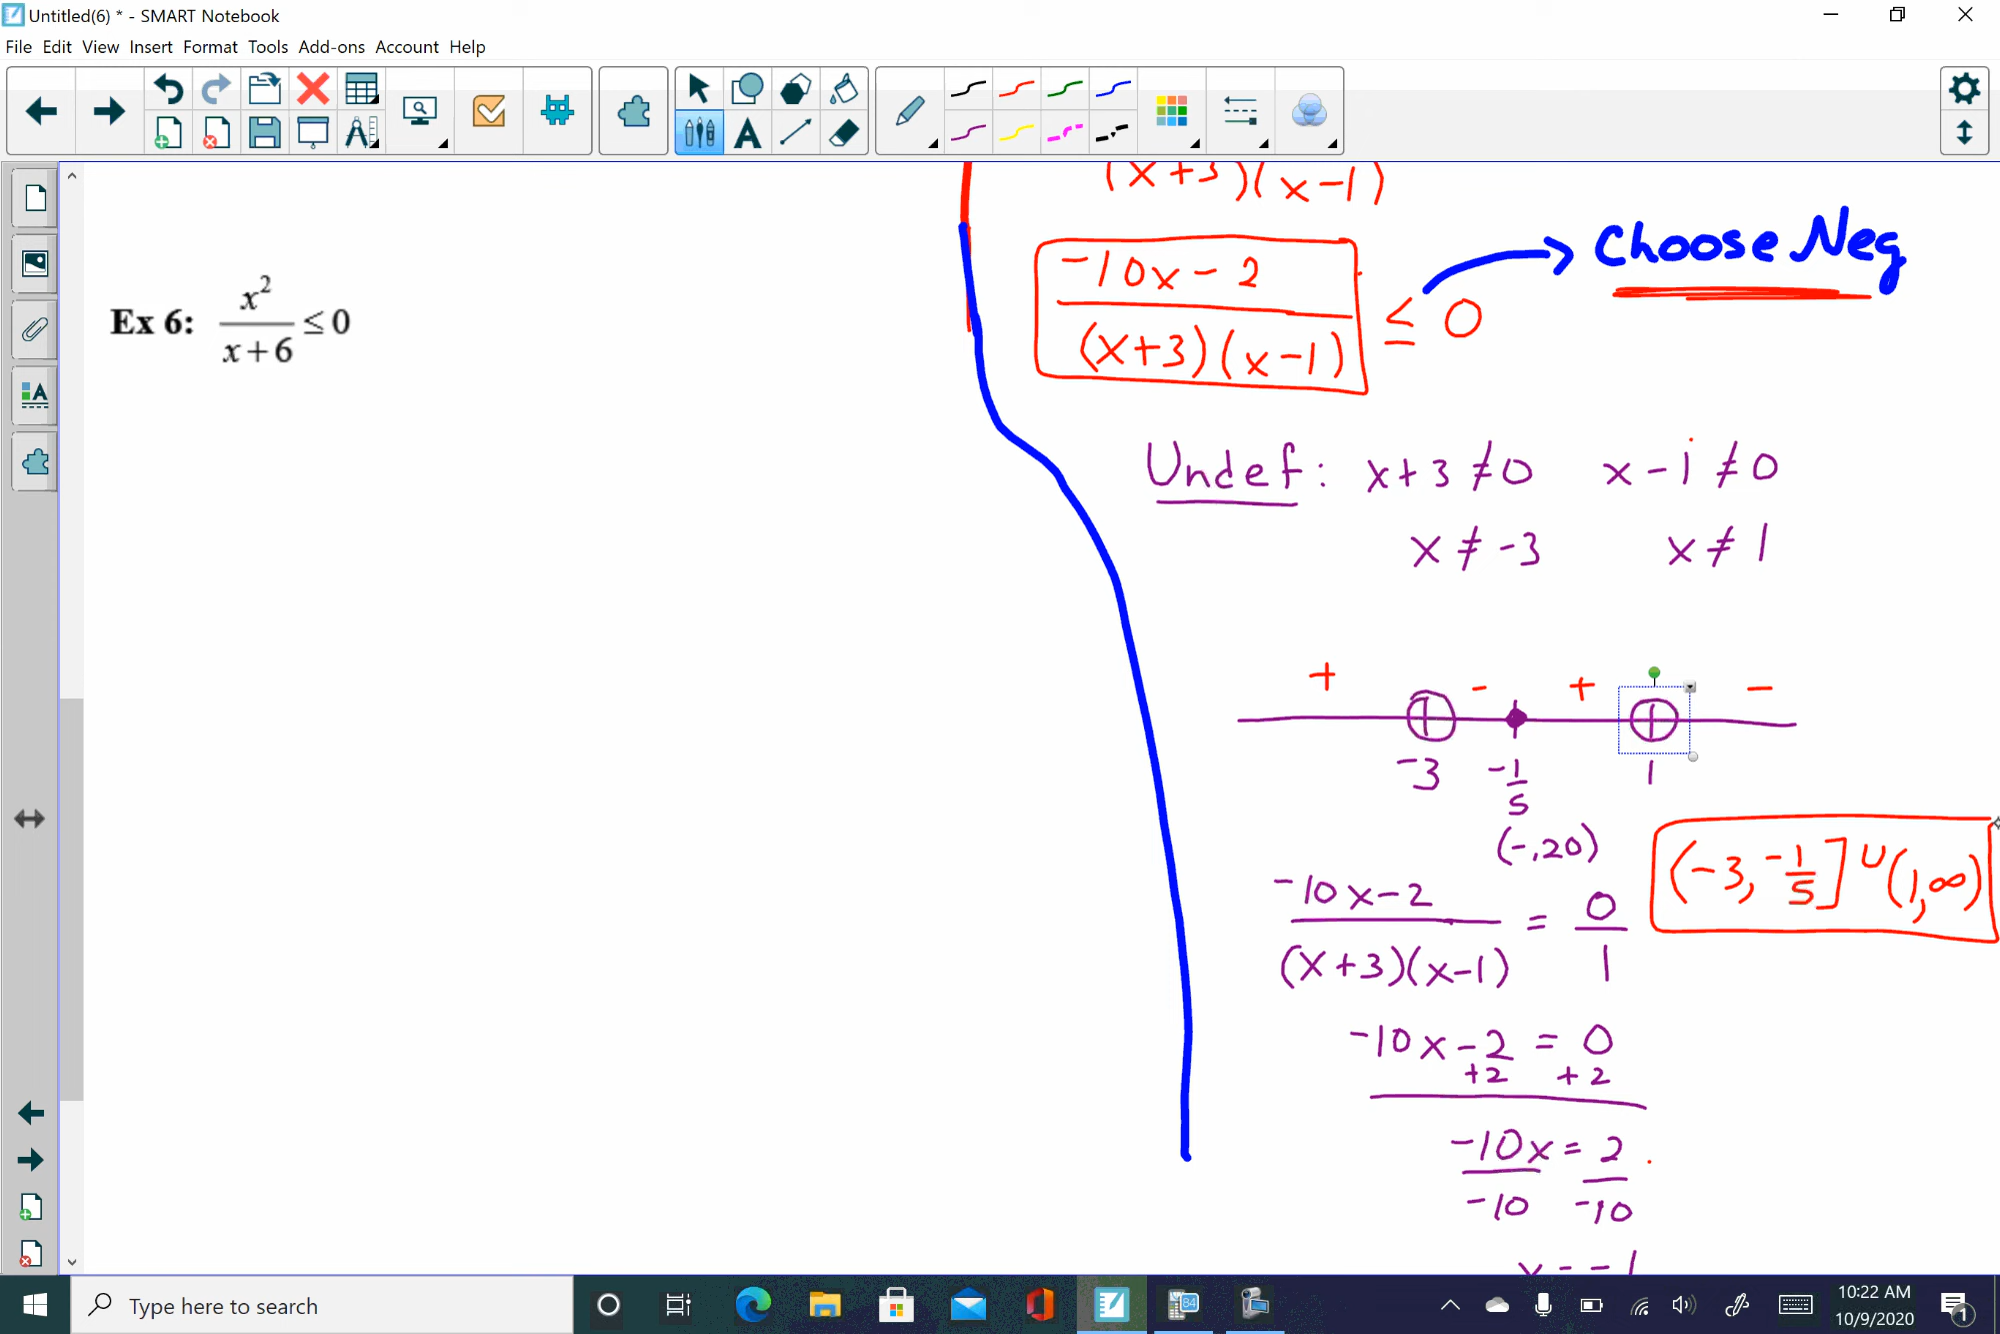 Untitled(6) * - SMART Notebook
File Edit View Insert Format Tools Add-ons Account Help
Ex 6: x²/(x+6) ≤ 0
(x+3)(x-1)
(-10x-2)/((x+3)(x-1)) ≤ 0
Choose Neg
Undef: x+3 ≠ 0 x-1 ≠ 0
x ≠ -3 x ≠ 1
+ - + -
-3 -1/5 1
(-.20)
(-3, -1/5] ∪ (1, ∞)
(-10x-2)/((x+3)(x-1)) = 0/1
-10x-2 = 0
+2 +2
-10x = 2
-10 -10
Type here to search
84
10:22 AM
10/9/2020
1